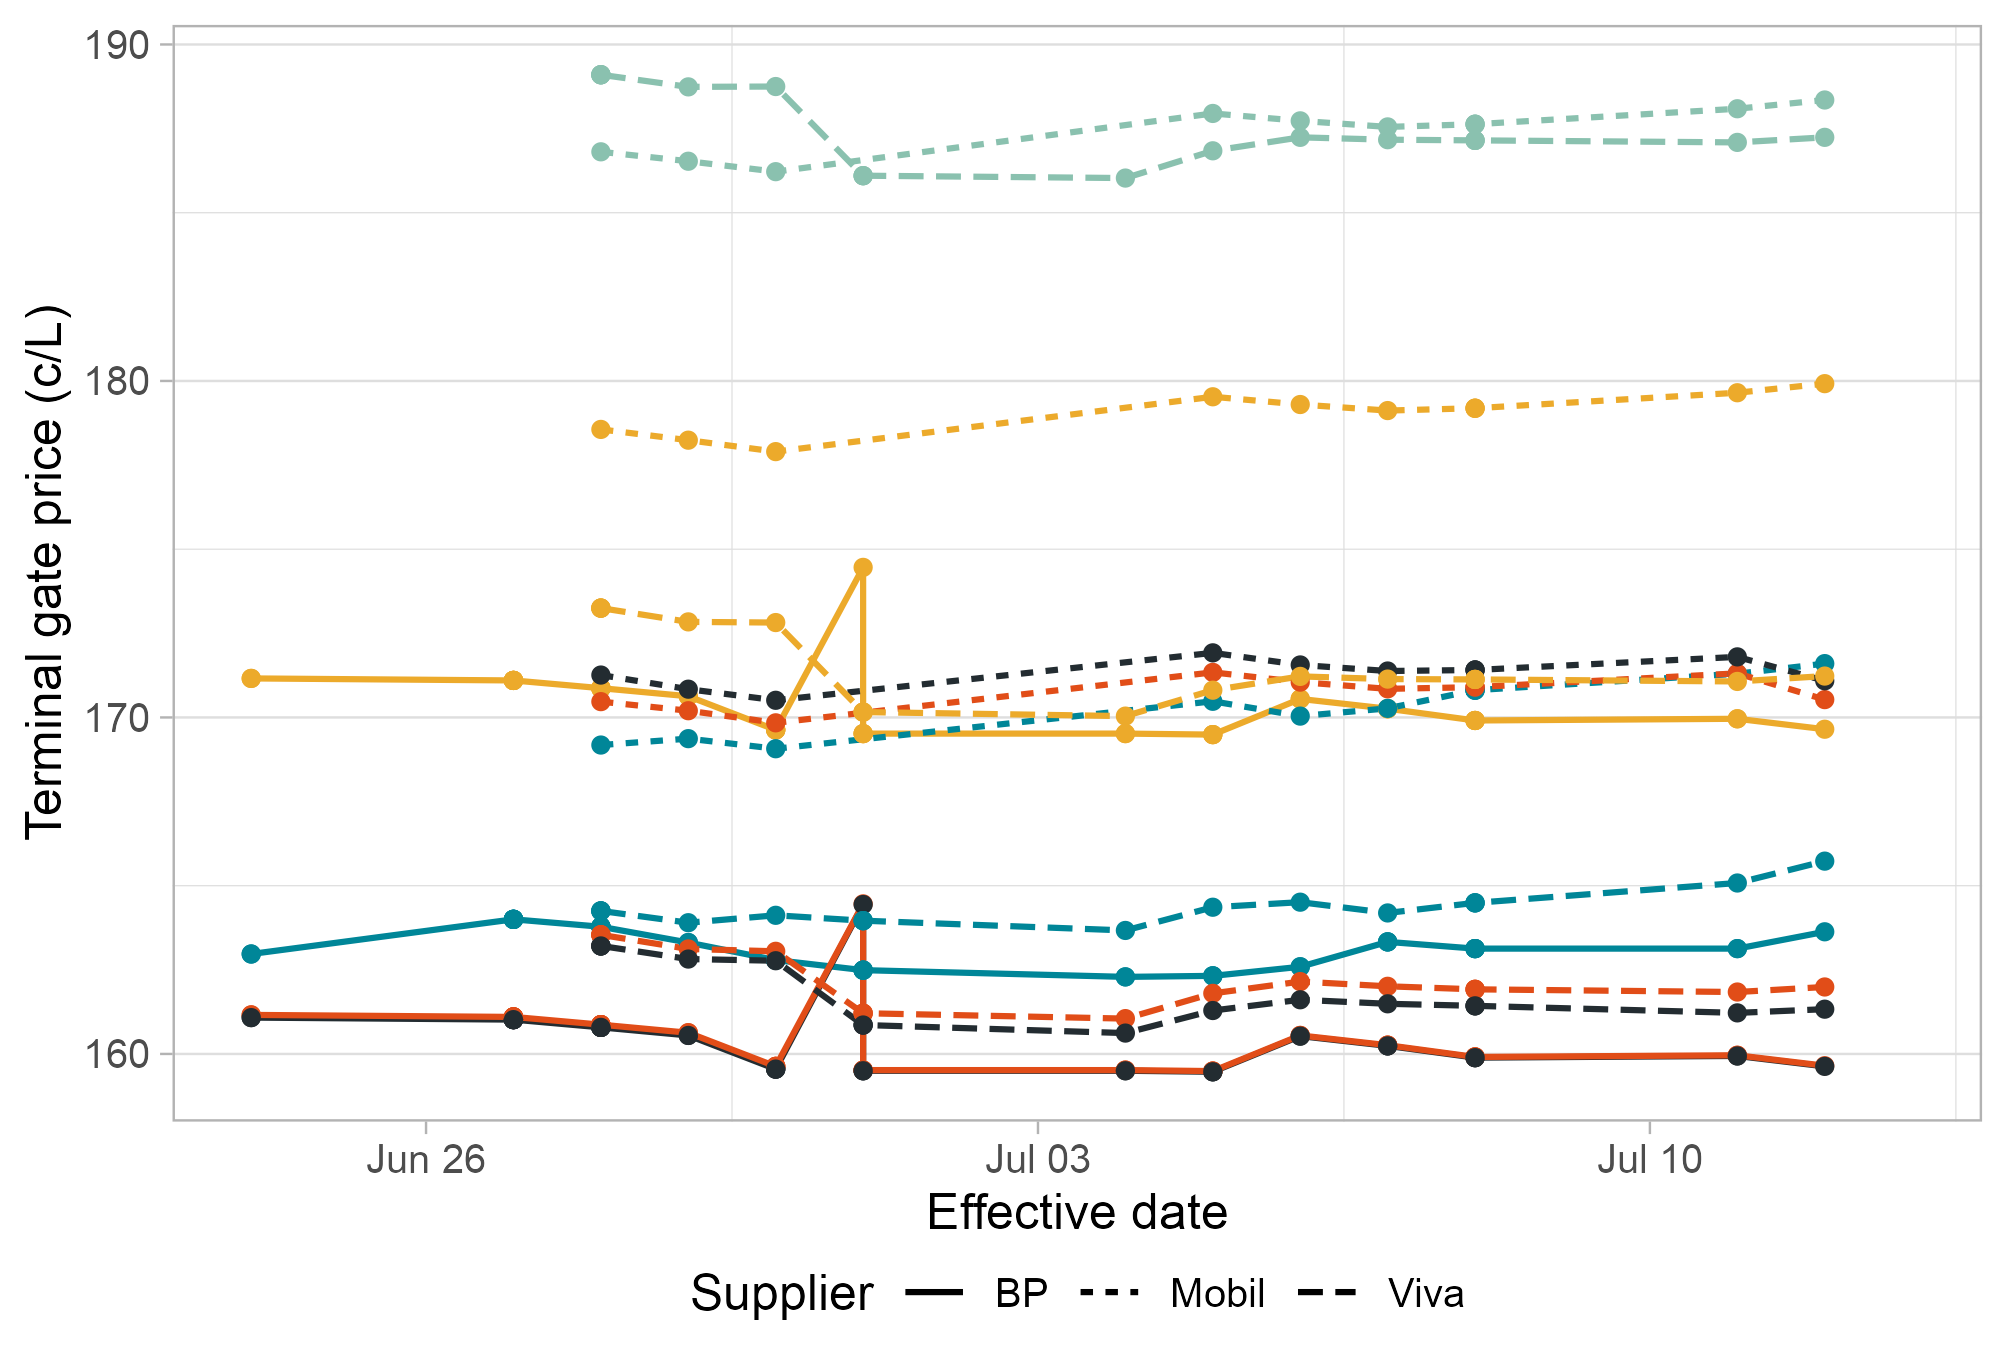 190
180
170
160
Terminal gate price (c/L)
Jun 26
Jul 03
Jul 10
Effective date
Supplier BP Mobil Viva